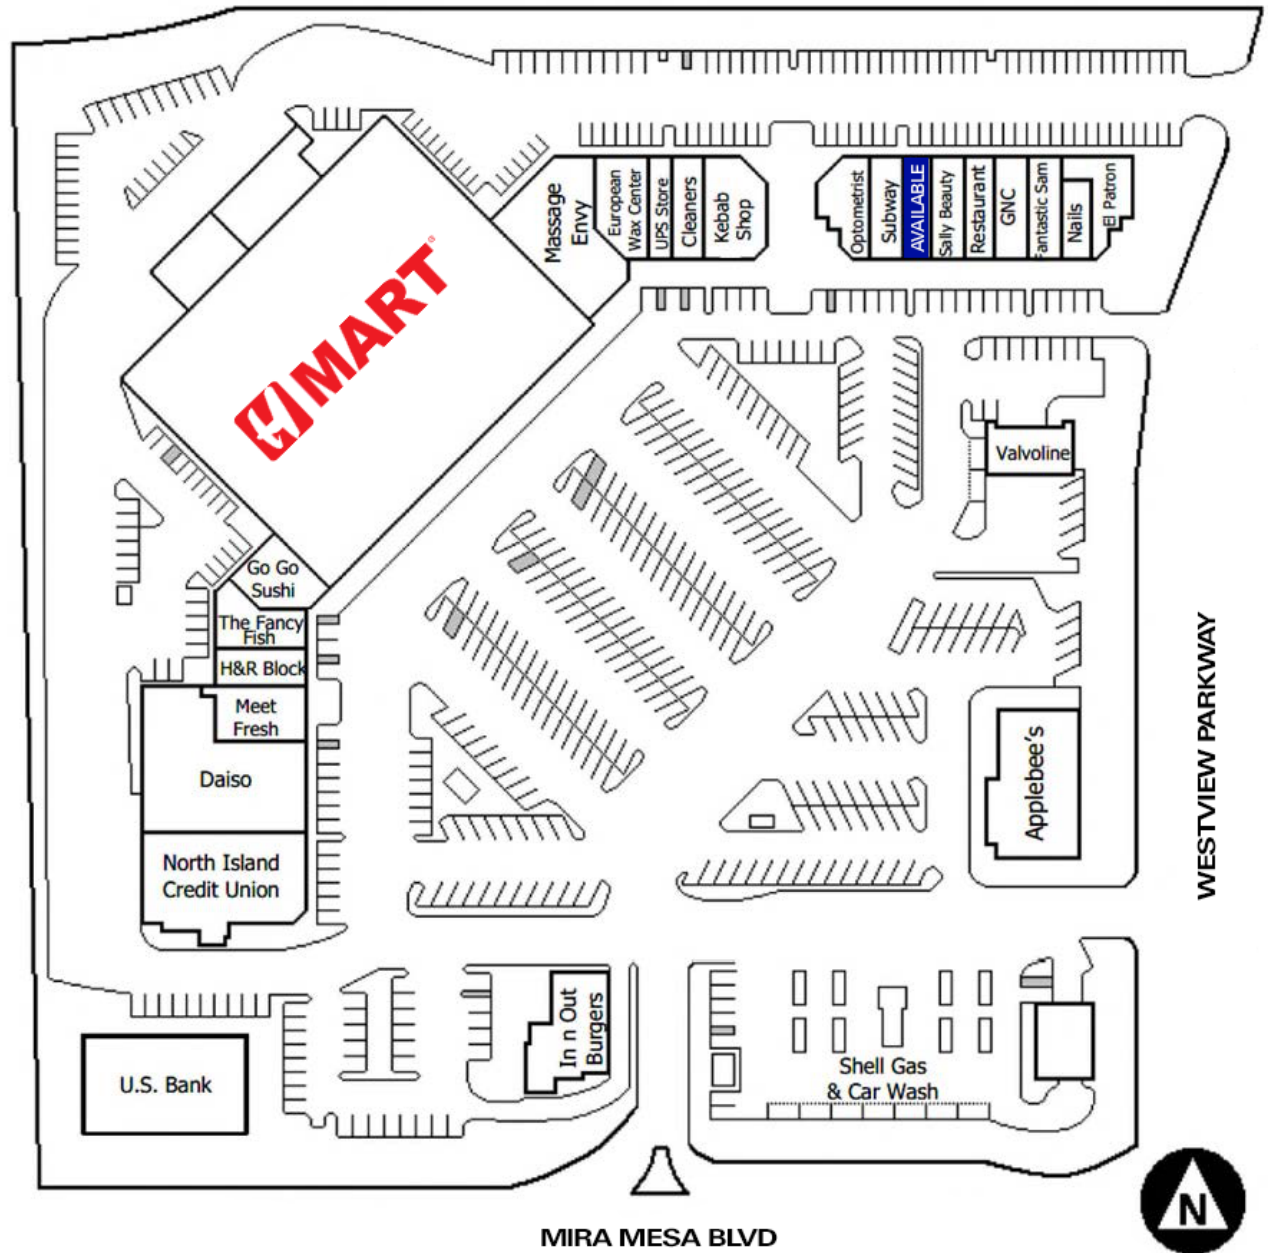 Massage
Envy
European
Wax Center
UPS Store
Cleaners
Kebab
Shop
Optometrist
Subway
AVAILABLE
Sally Beauty
Restaurant
GNC
Fantastic Sam
Nails
El Patron
H MART
Valvoline
Go Go
Sushi
The Fancy
Fish
H&R Block
Meet
Fresh
Daiso
North Island
Credit Union
Applebee's
WESTVIEW PARKWAY
In n Out
Burgers
U.S. Bank
Shell Gas
& Car Wash
MIRA MESA BLVD
N